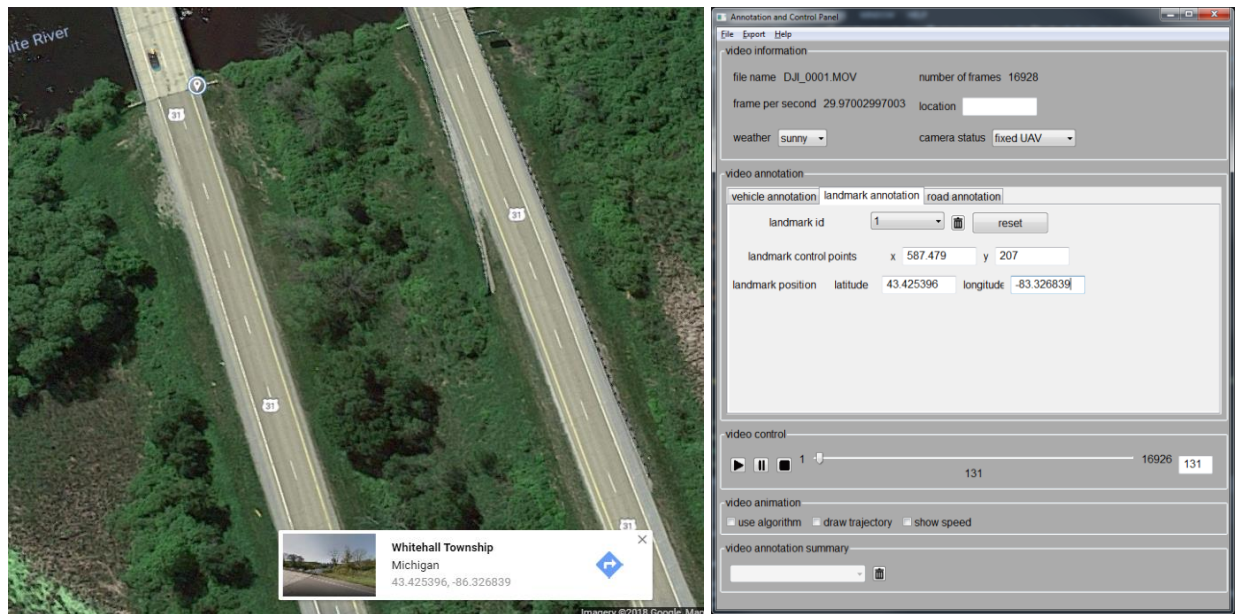 ite River
31
31
31
31
Whitehall Township
Michigan
43.425396, -86.326839
Imagery ©2018 Google, Map
Annotation and Control Panel
File Export Help
video information
file name DJI_0001.MOV number of frames 16928
frame per second 29.97002997003 location
weather sunny camera status fixed UAV
video annotation
vehicle annotation landmark annotation road annotation
landmark id 1 reset
landmark control points x 587.479 y 207
landmark position latitude 43.425396 longitude -83.326839
video control
1 16926 131
131
video animation
use algorithm draw trajectory show speed
video annotation summary